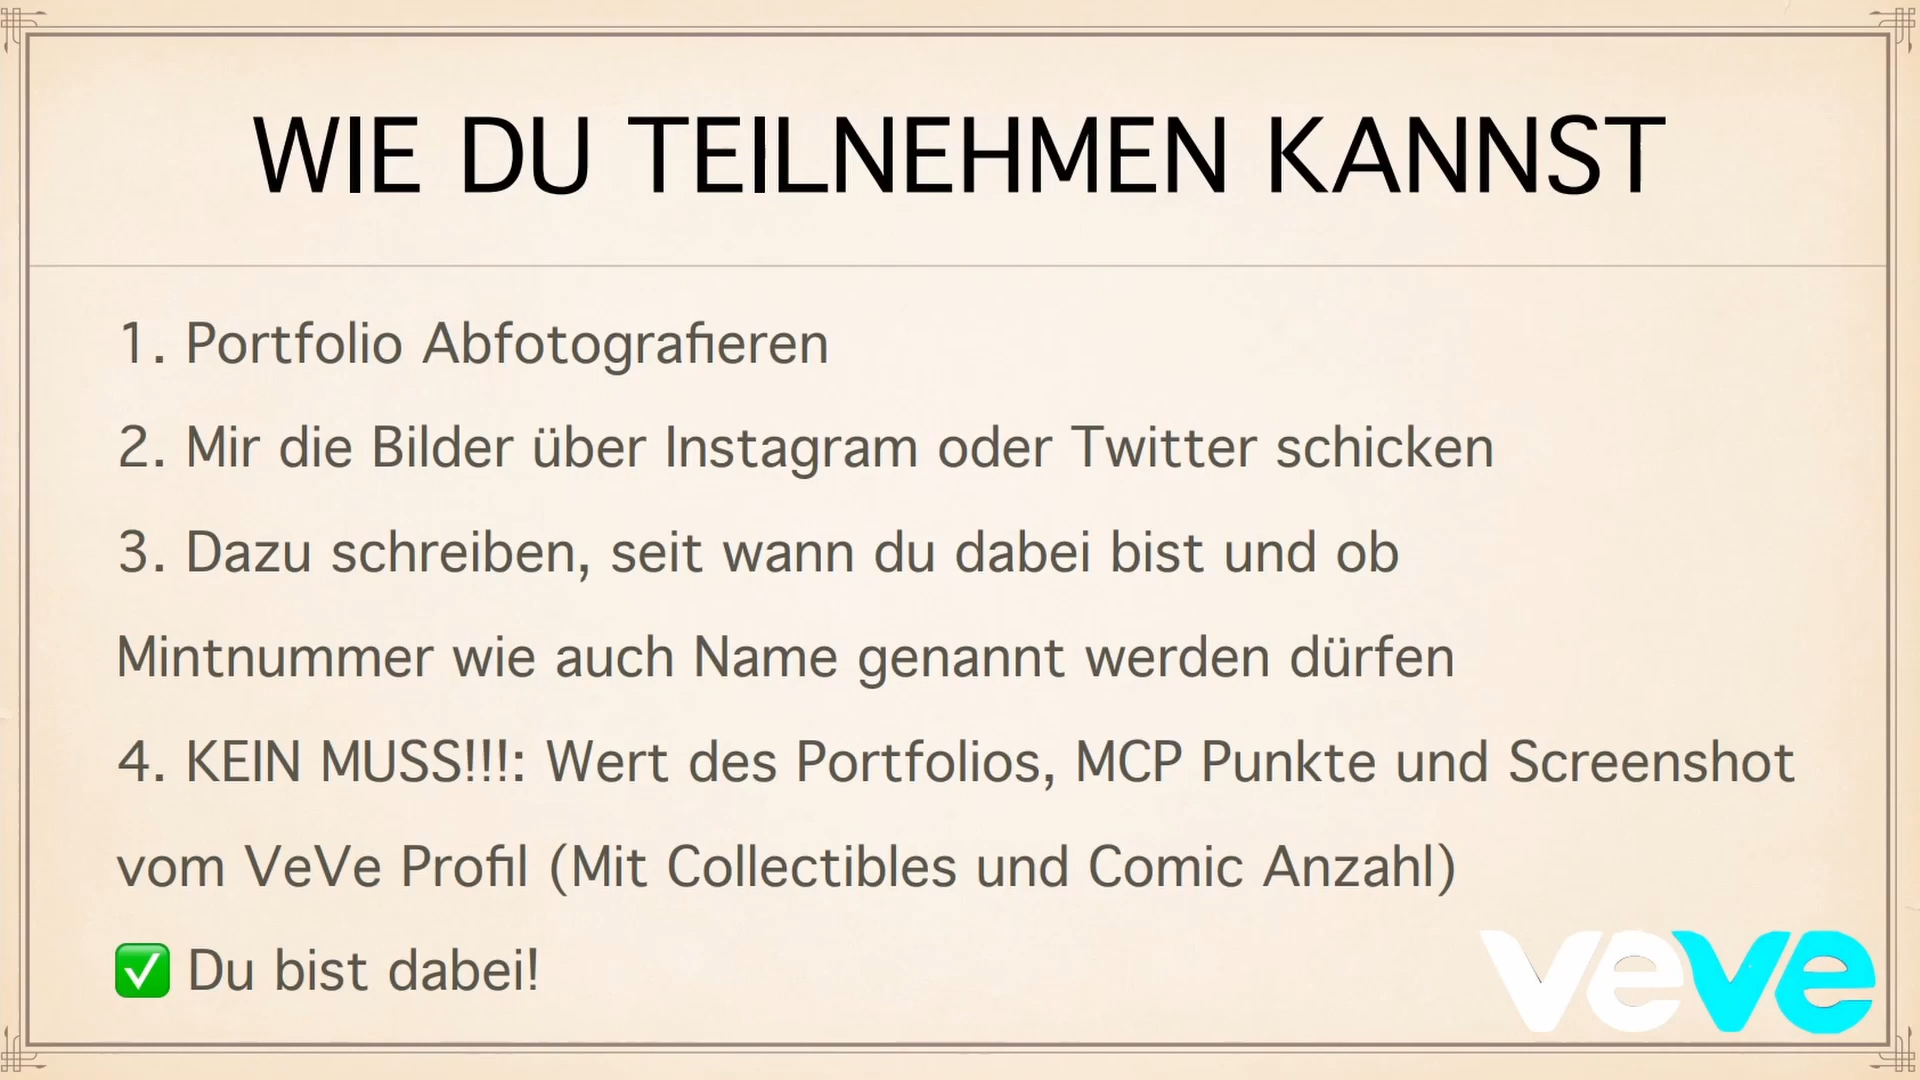 WIE DU TEILNEHMEN KANNST
1. Portfolio Abfotografieren
2. Mir die Bilder über Instagram oder Twitter schicken
3. Dazu schreiben, seit wann du dabei bist und ob
Mintnummer wie auch Name genannt werden dürfen
4. KEIN MUSS!!!: Wert des Portfolios, MCP Punkte und Screenshot
vom VeVe Profil (Mit Collectibles und Comic Anzahl)
✅ Du bist dabei!
veve